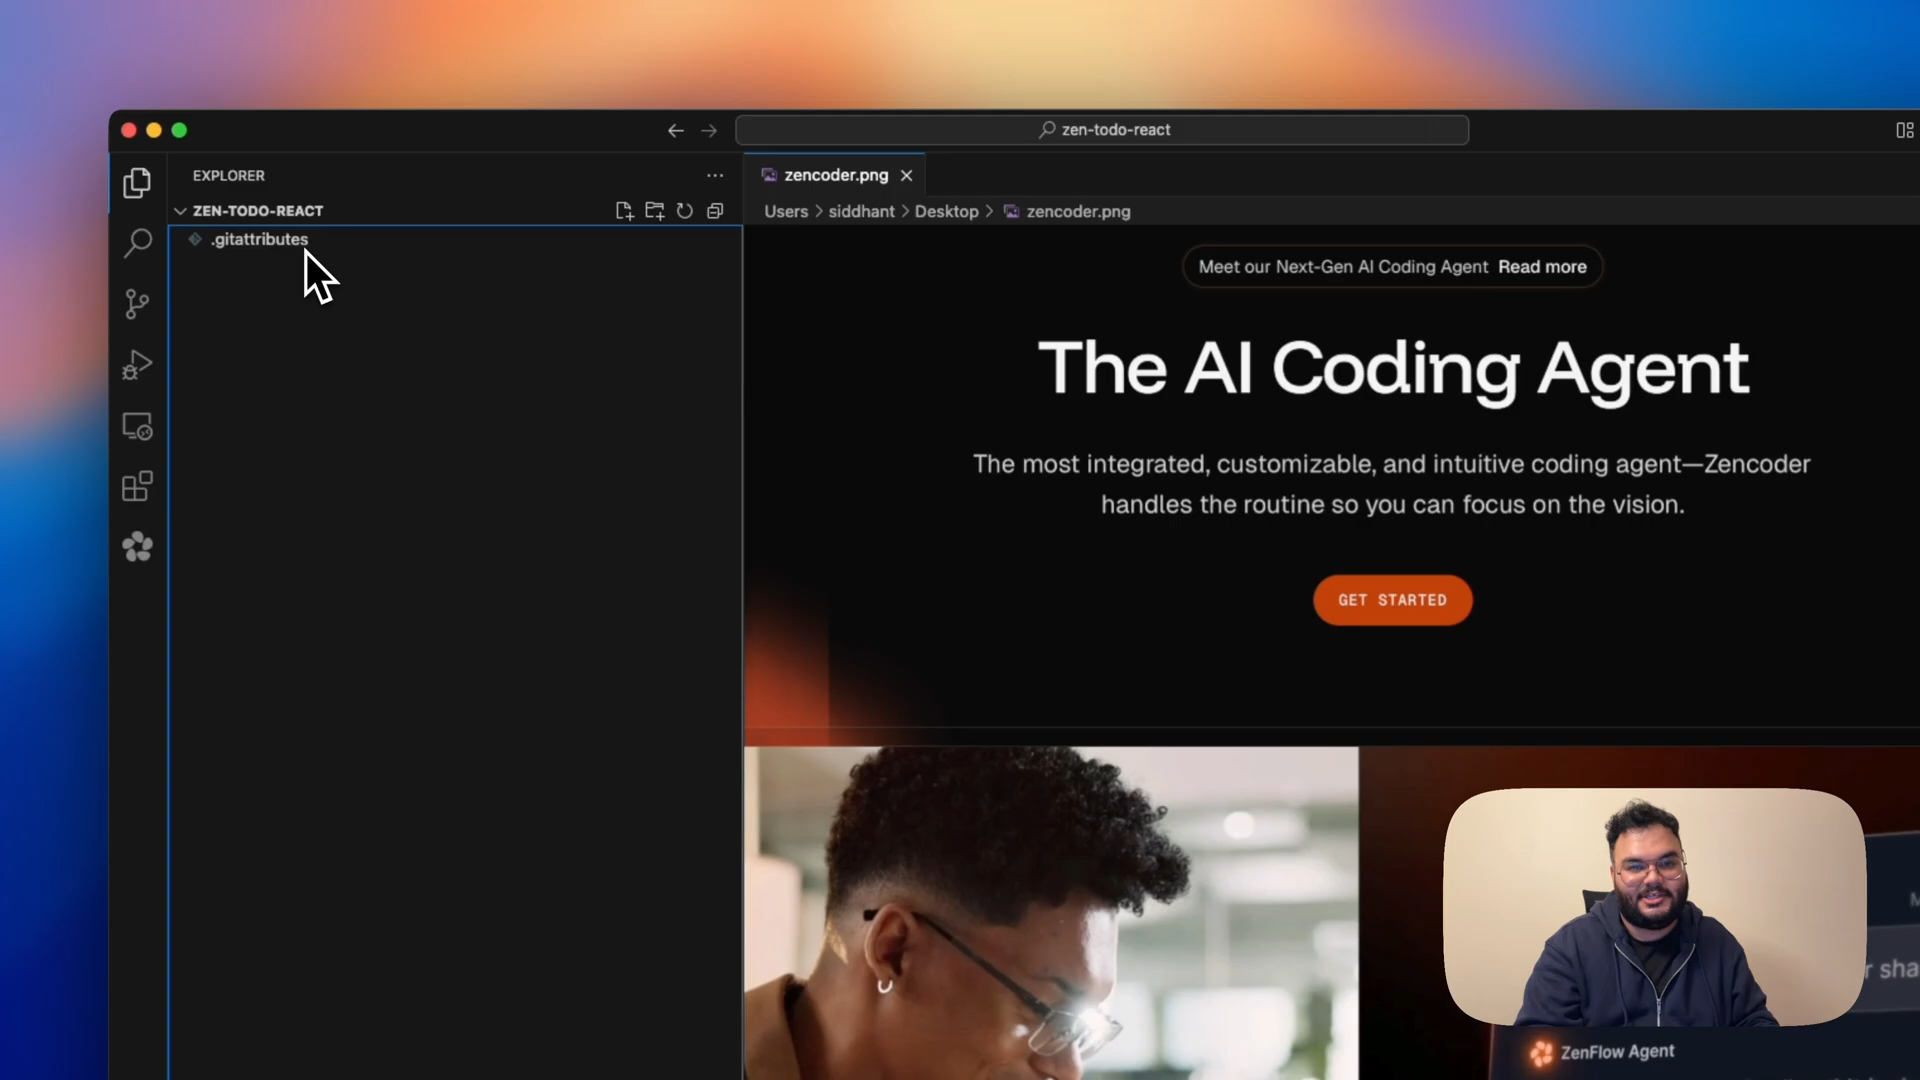 zen-todo-react
EXPLORER
ZEN-TODO-REACT
.gitattributes
zencoder.png
Users > siddhant > Desktop > zencoder.png
Meet our Next-Gen AI Coding Agent Read more
The AI Coding Agent
The most integrated, customizable, and intuitive coding agent—Zencoder
handles the routine so you can focus on the vision.
GET STARTED
ZenFlow Agent